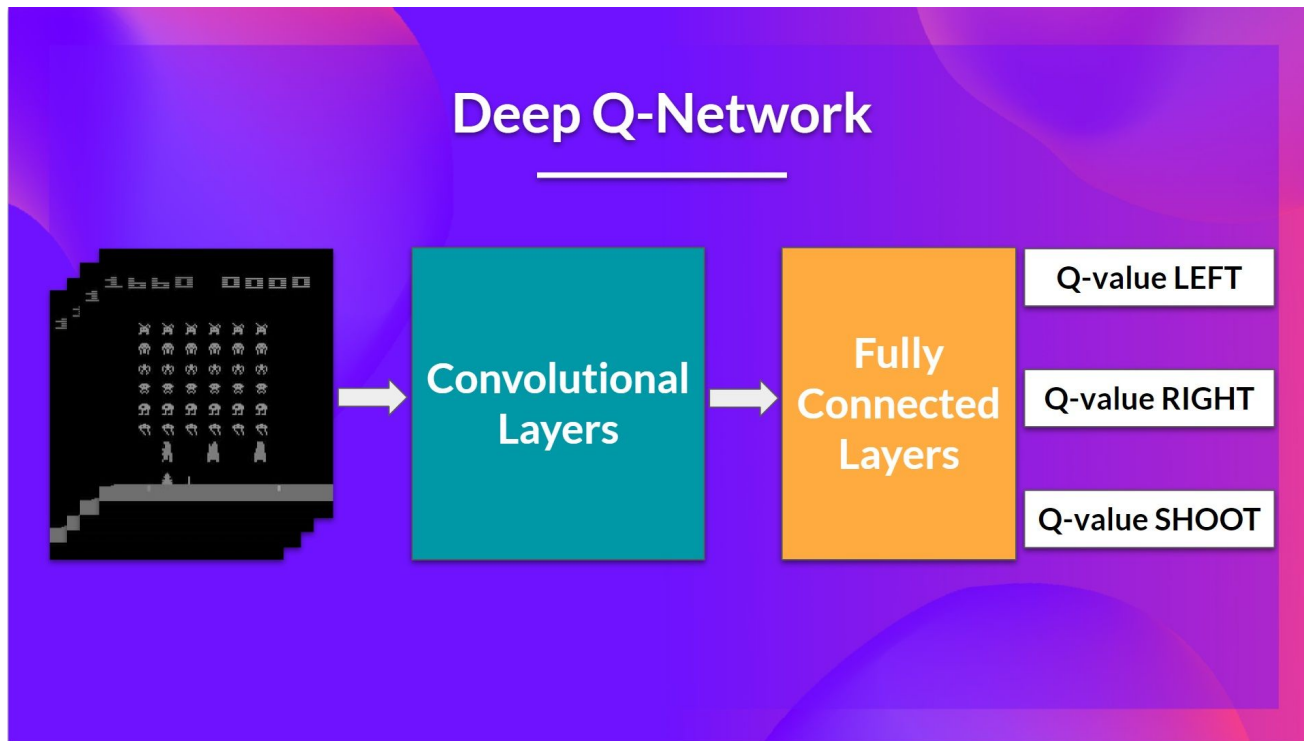 Deep Q-Network
1660 0000
Convolutional
Layers
Fully
Connected
Layers
Q-value LEFT
Q-value RIGHT
Q-value SHOOT